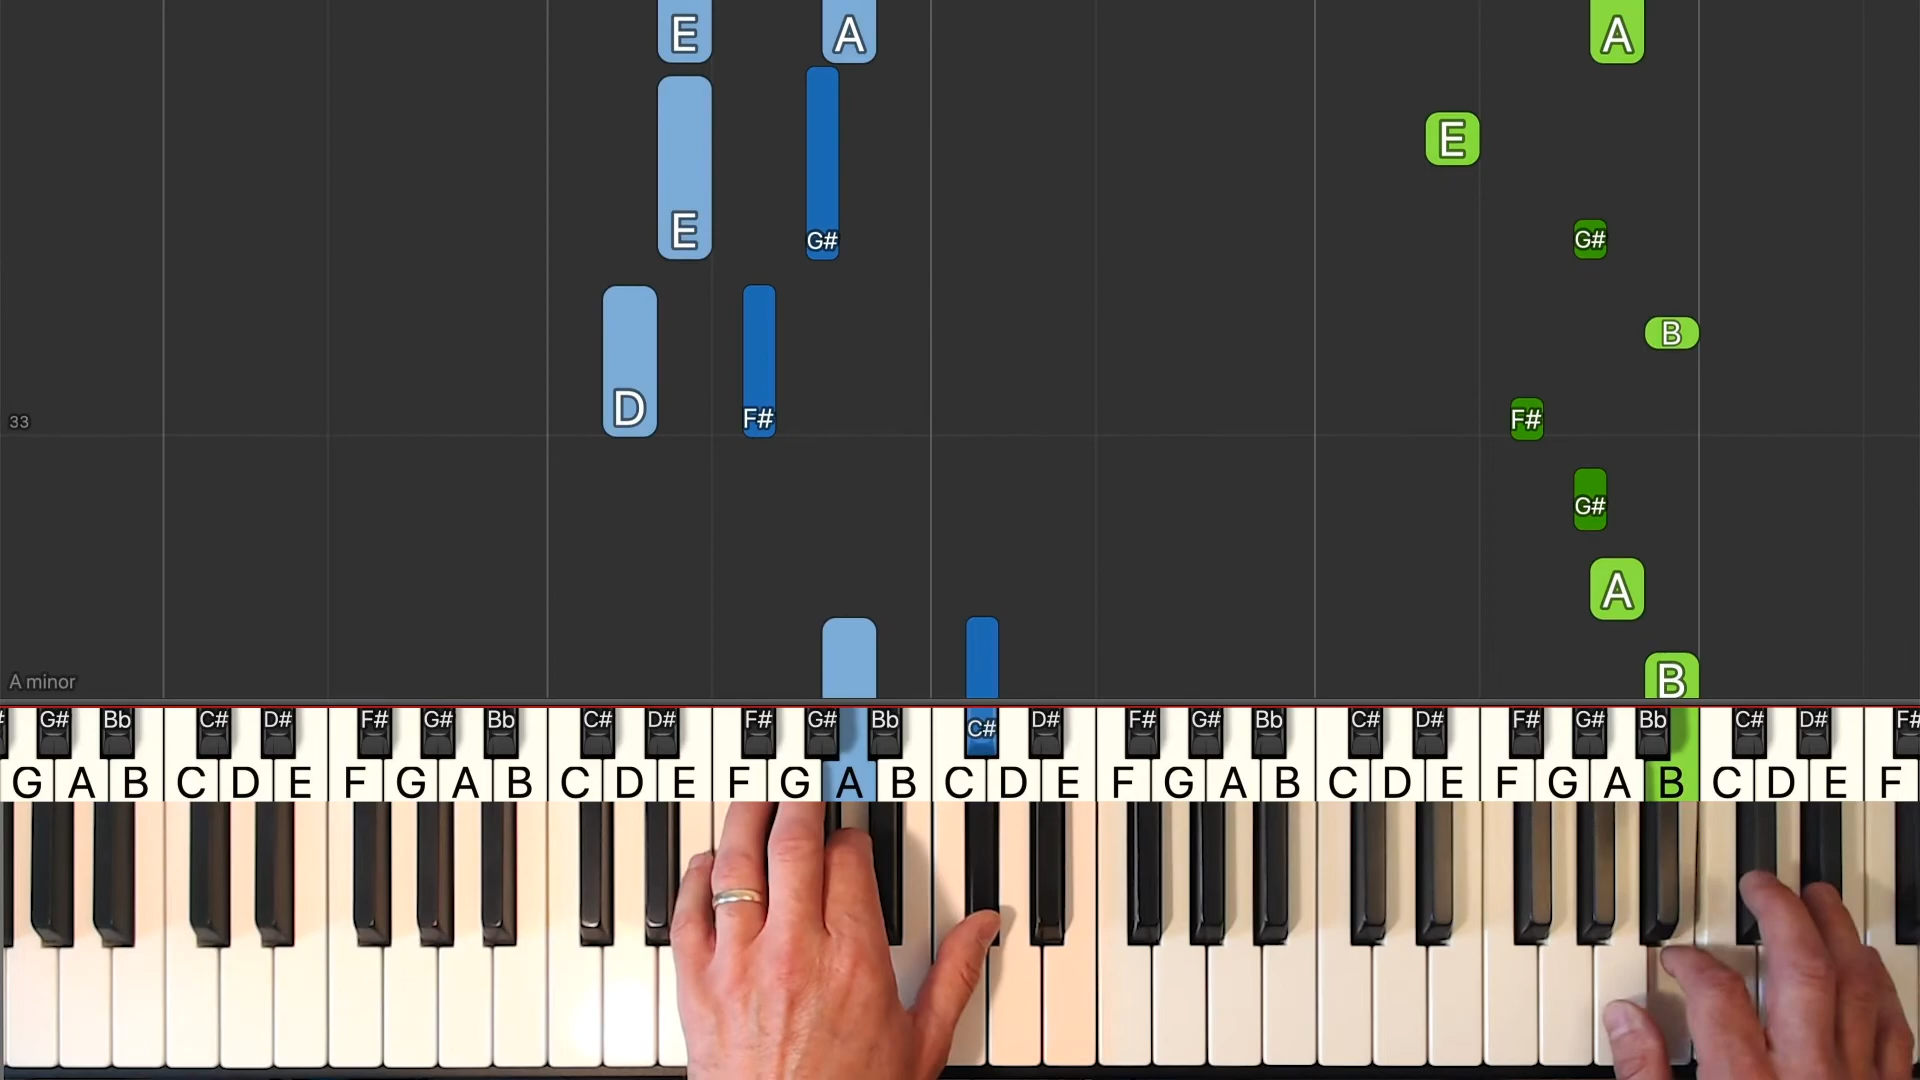 E A A
E
E G# G#
B
D F# F#
33
G#
A
A minor B
G# Bb C# D# F# G# Bb C# D# F# G# Bb C# D# F# G# Bb C# D# F# G# Bb C# D# F#
G A B C D E F G A B C D E F G A B C D E F G A B C D E F G A B C D E F